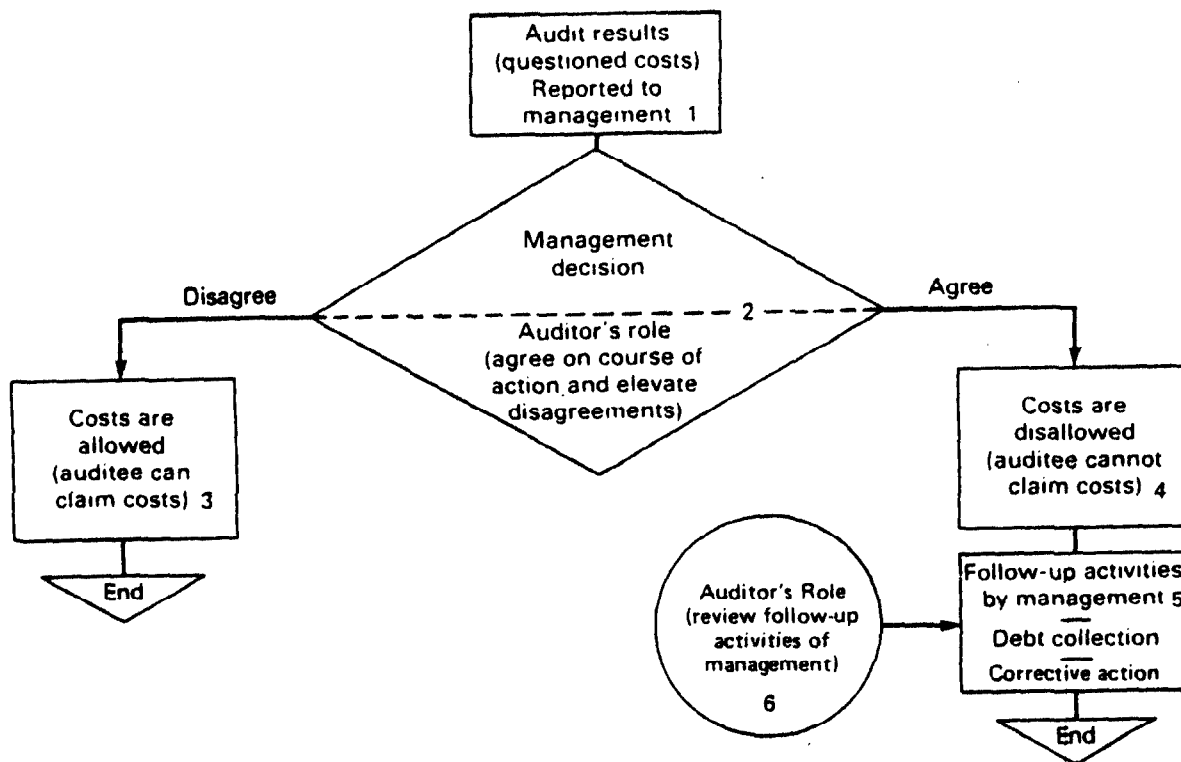 Audit results
(questioned costs)
Reported to
management 1
Management
decision
Disagree
Agree
2
Auditor's role
(agree on course of
action and elevate
disagreements)
Costs are
allowed
(auditee can
claim costs) 3
End
Costs are
disallowed
(auditee cannot
claim costs) 4
Follow-up activities
by management 5
Debt collection
Corrective action
Auditor's Role
(review follow-up
activities of
management)
6
End